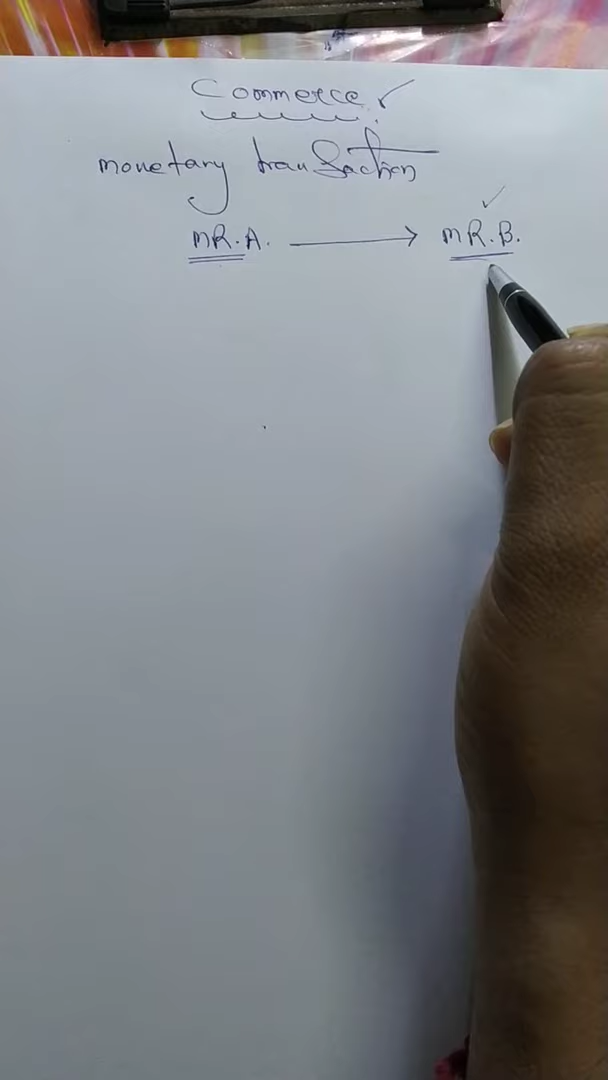 Commerce.
monetary transaction
MR.A. → MR.B.